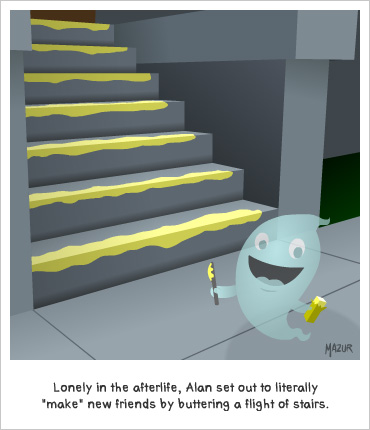 MAZUR
Lonely in the afterlife, Alan set out to literally
"make" new friends by buttering a flight of stairs.